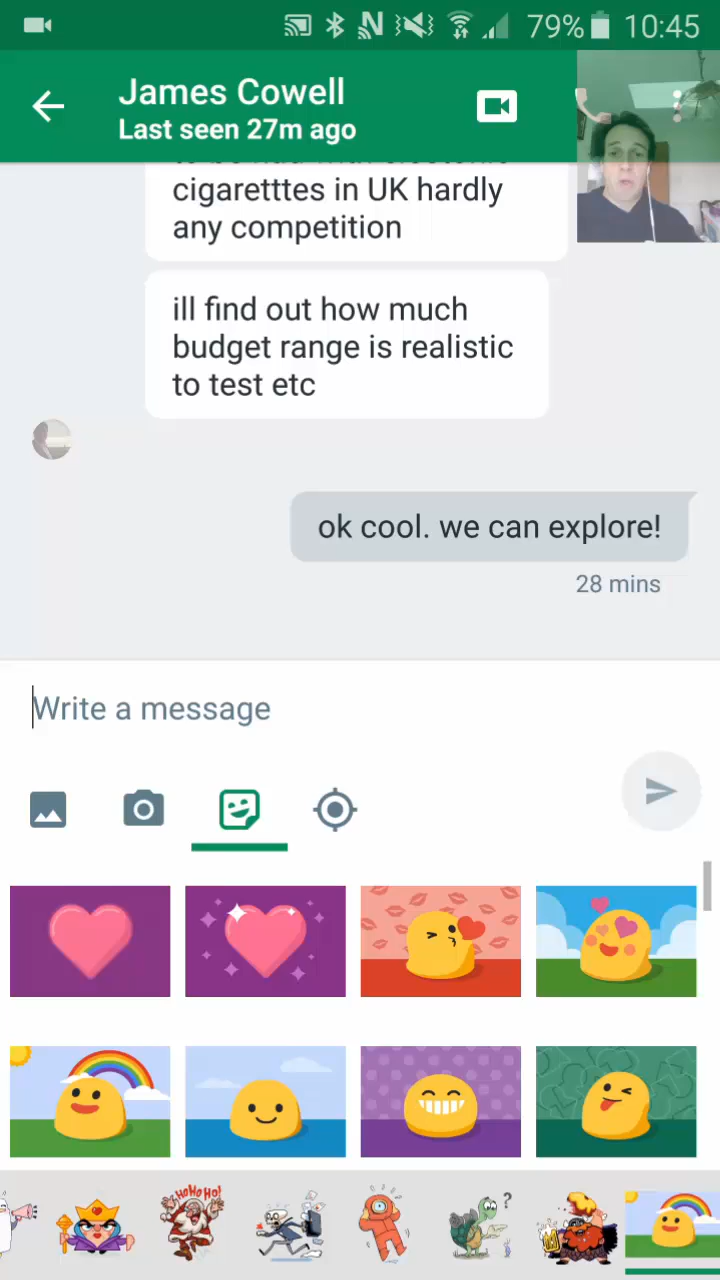 79% 10:45
James Cowell
Last seen 27m ago
cigaretttes in UK hardly
any competition
ill find out how much
budget range is realistic
to test etc
ok cool. we can explore!
28 mins
Write a message
HoHoHo!
?